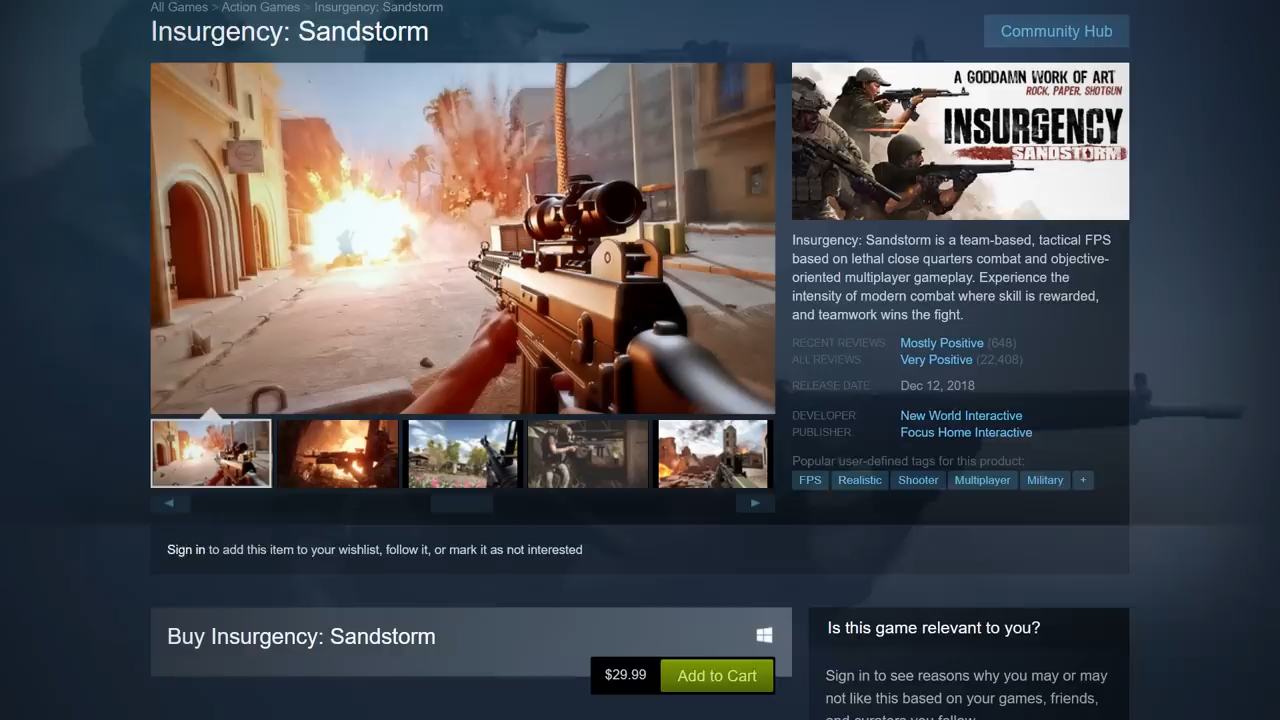 All Games > Action Games > Insurgency: Sandstorm
Insurgency: Sandstorm
Community Hub
A GODDAMN WORK OF ART
ROCK, PAPER, SHOTGUN
INSURGENCY
SANDSTORM
Insurgency: Sandstorm is a team-based, tactical FPS
based on lethal close quarters combat and objective-
oriented multiplayer gameplay. Experience the
intensity of modern combat where skill is rewarded,
and teamwork wins the fight.
RECENT REVIEWS: Mostly Positive (648)
ALL REVIEWS: Very Positive (22,408)
RELEASE DATE: Dec 12, 2018
DEVELOPER: New World Interactive
PUBLISHER: Focus Home Interactive
Popular user-defined tags for this product:
FPS Realistic Shooter Multiplayer Military +
Sign in to add this item to your wishlist, follow it, or mark it as not interested
Buy Insurgency: Sandstorm
$29.99 Add to Cart
Is this game relevant to you?
Sign in to see reasons why you may or may
not like this based on your games, friends,
and curators you follow.